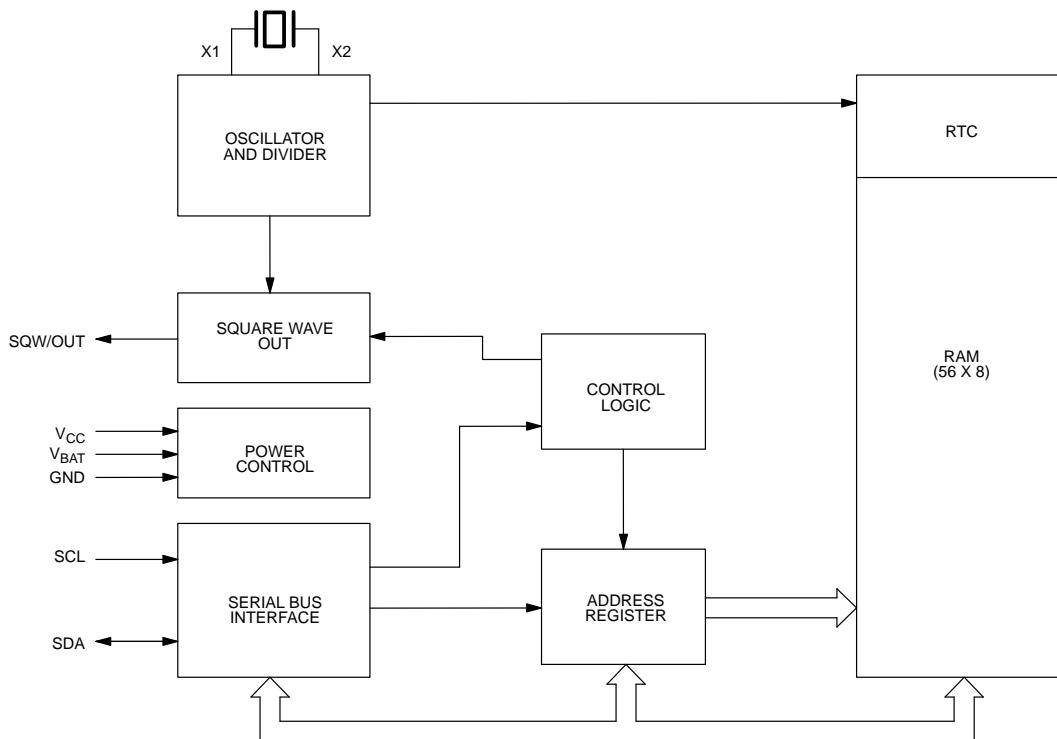 X1
X2
OSCILLATOR
AND DIVIDER
RTC
SQW/OUT
SQUARE WAVE
OUT
CONTROL
LOGIC
RAM
(56 X 8)
VCC
VBAT
GND
POWER
CONTROL
SCL
SDA
SERIAL BUS
INTERFACE
ADDRESS
REGISTER